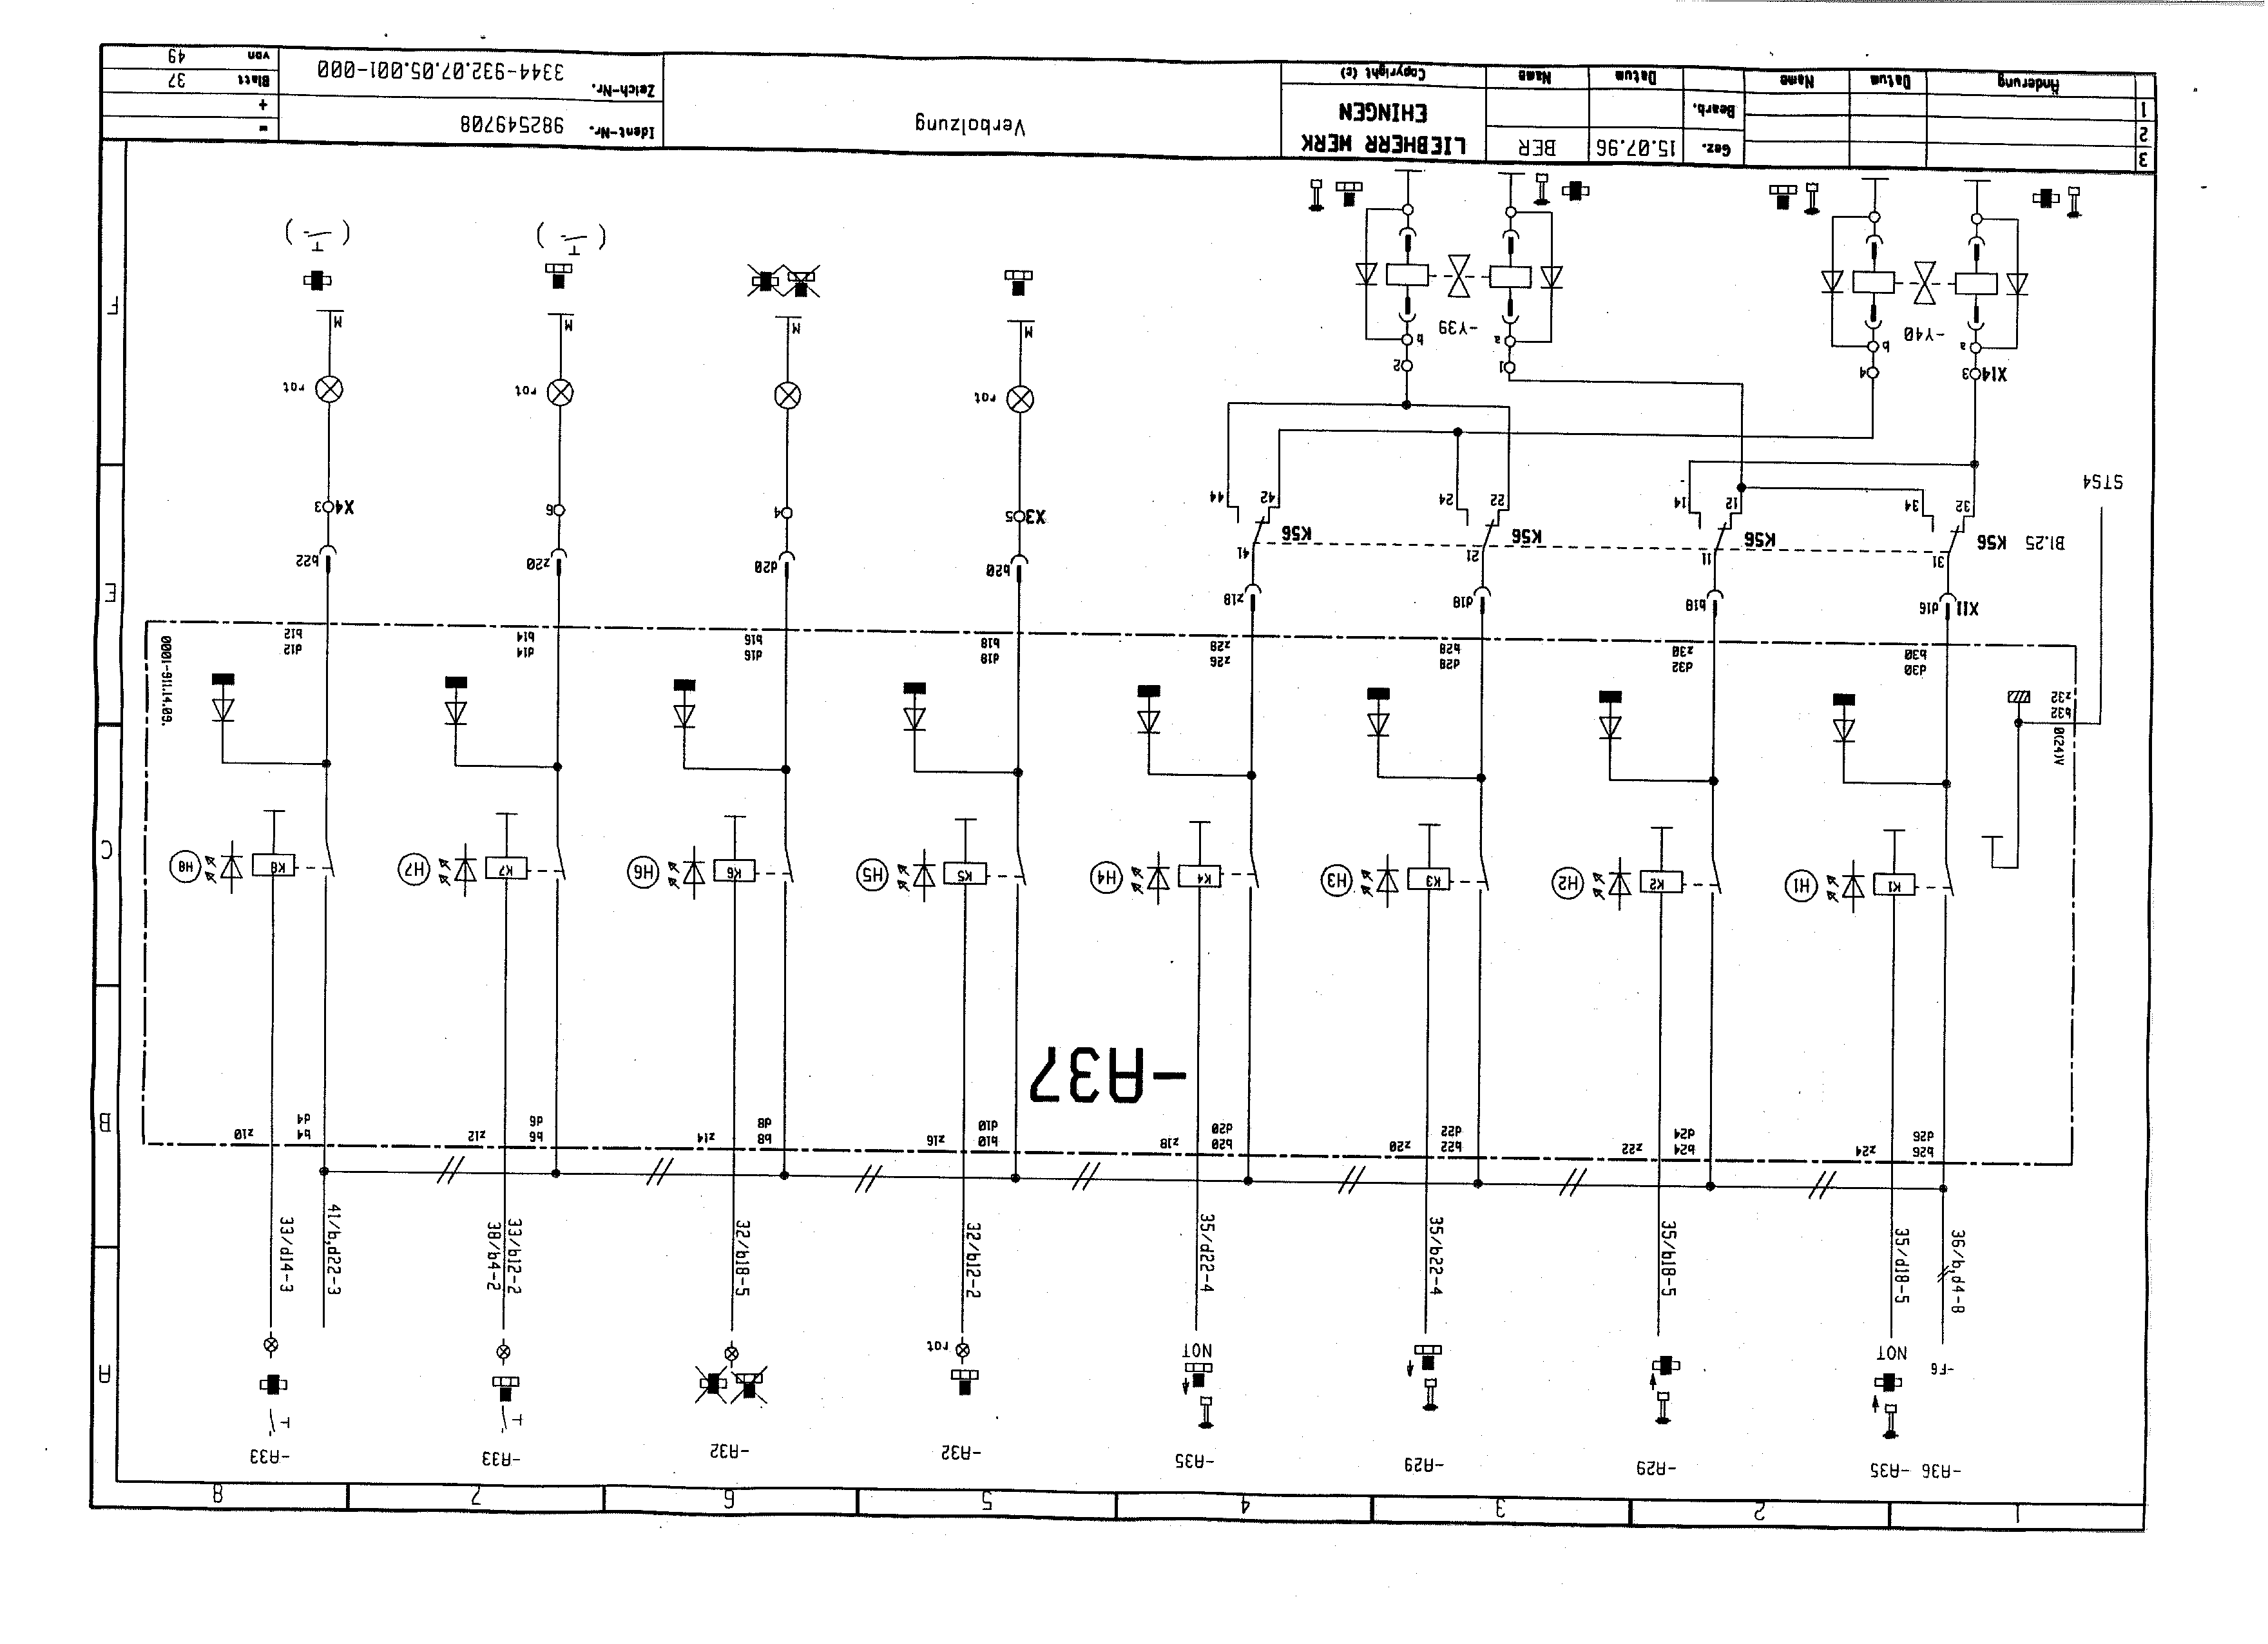 1 2 3 4 5 6 7 8
-A36 -A35 -A29 -A29 -A35 -A32 -A32 -A33 -A33
A
-F6 NOT NOT rot
36/b,d4-8
35/d18-5
35/b18-5
35/b22-4
35/d22-4
32/b12-2
32/b18-5
33/b12-2
38/b4-2
41/b,d22-3
33/d14-3
B
b26 z24 b24 z22 b22 z20 b20 z18 b10 z16 b8 z14 b6 z12 b4 z10
d26 d24 d22 d20 d10 d8 d6 d4
-A37
C
K1 H1 K2 H2 K3 H3 K4 H4 K5 H5 K6 H6 K7 H7 K8 H8
0(24)V
b32
z32
0001-911.14.09.
d30 d32 d28 z26 d18 d16 d14 d12
b30 z30 b28 z28 b18 b16 b14 b12
E
X11 d16 b18 d18 z18 b20 d20 z20 b22
Bl.25 K56 31 32 34
K56 11 12 14
K56 21 22 24
K56 41 42 44
X3 5 4 6 X4 3
STS4
X14 3 4 1 2
rot rot rot
a b a b
-Y40 -Y39
M M M M
F
3
2
1
Änderung Datum Name
Gez. 15.07.96 BER
Bearb.
Datum Name
LIEBHERR WERK
EHINGEN
Copyright (c)
Verbolzung
Ident-Nr. 982549708
Zeich-Nr. 3344-932.07.05.001-000
=
+
Blatt 37
von 49